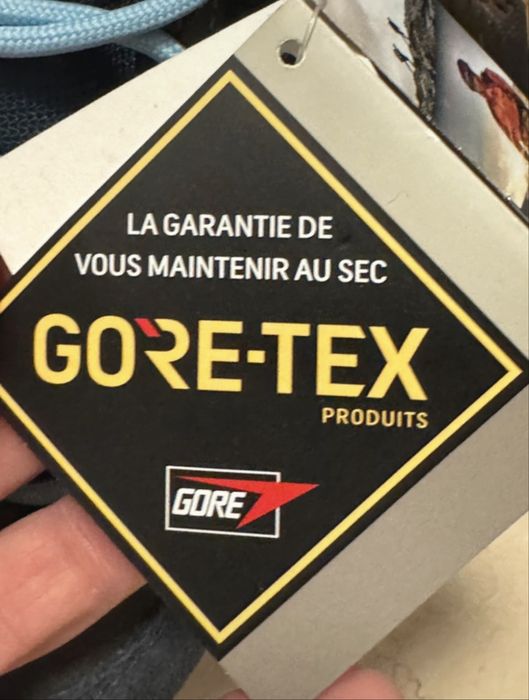 LA GARANTIE DE
VOUS MAINTENIR AU SEC
GORE-TEX
PRODUITS
GORE